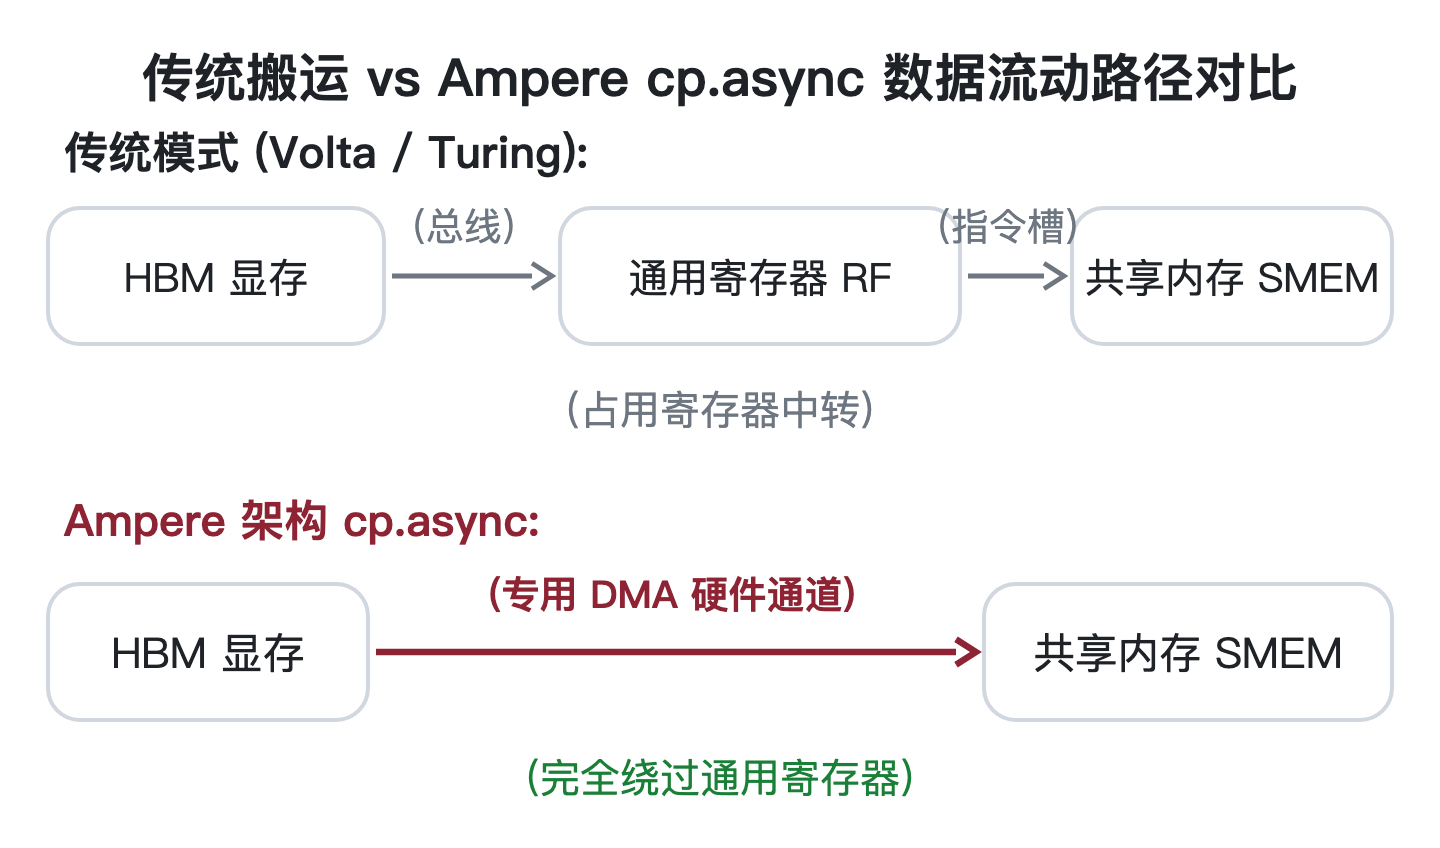 传统搬运 vs Ampere cp.async 数据流动路径对比
传统模式 (Volta / Turing):
HBM 显存
(总线)
通用寄存器 RF
(指令槽)
共享内存 SMEM
(占用寄存器中转)
Ampere 架构 cp.async:
HBM 显存
(专用 DMA 硬件通道)
共享内存 SMEM
(完全绕过通用寄存器)